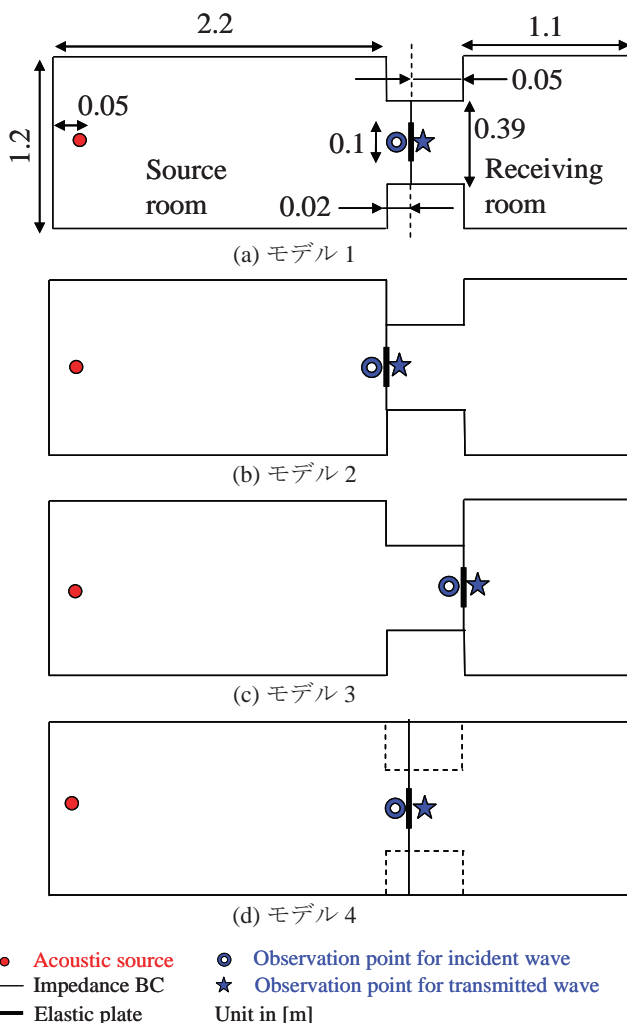 2.2
1.1
0.05
0.05
1.2
0.1
0.39
Source
room
Receiving
room
0.02
(a) モデル 1
(b) モデル 2
(c) モデル 3
(d) モデル 4
Acoustic source
Observation point for incident wave
Impedance BC
Observation point for transmitted wave
Elastic plate
Unit in [m]